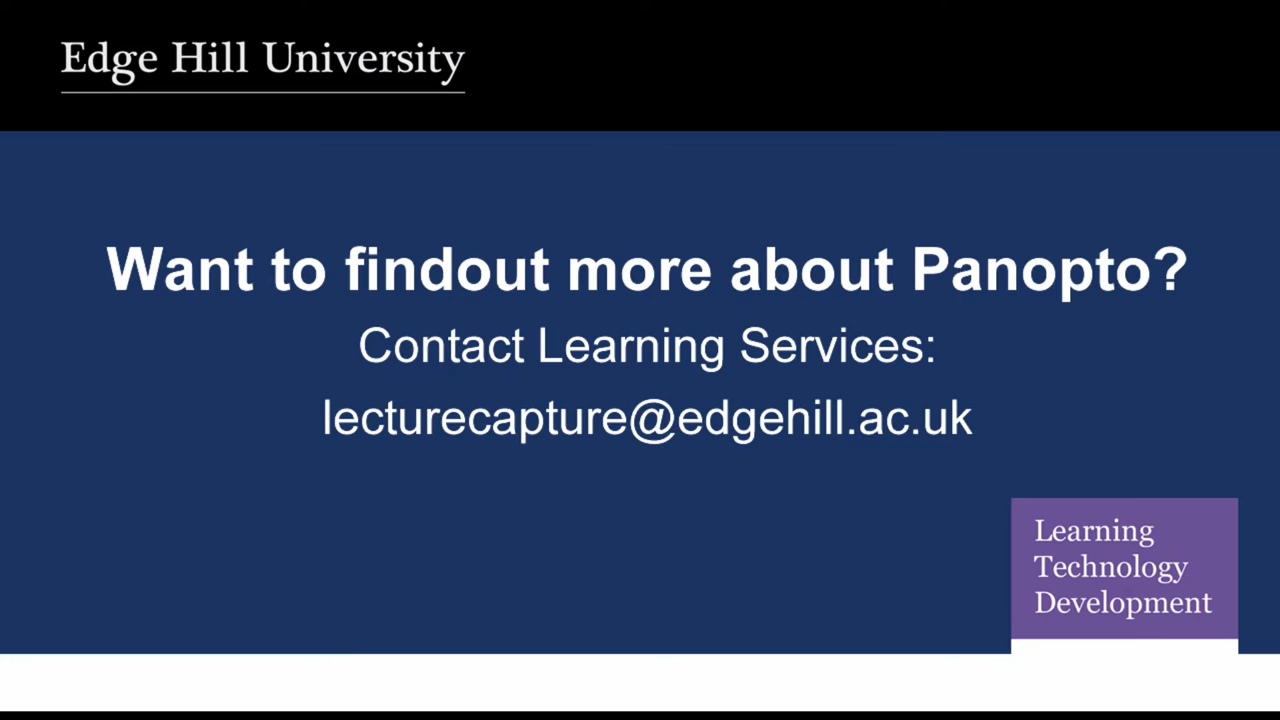 Edge Hill University
Want to findout more about Panopto?
Contact Learning Services:
lecturecapture@edgehill.ac.uk
Learning
Technology
Development